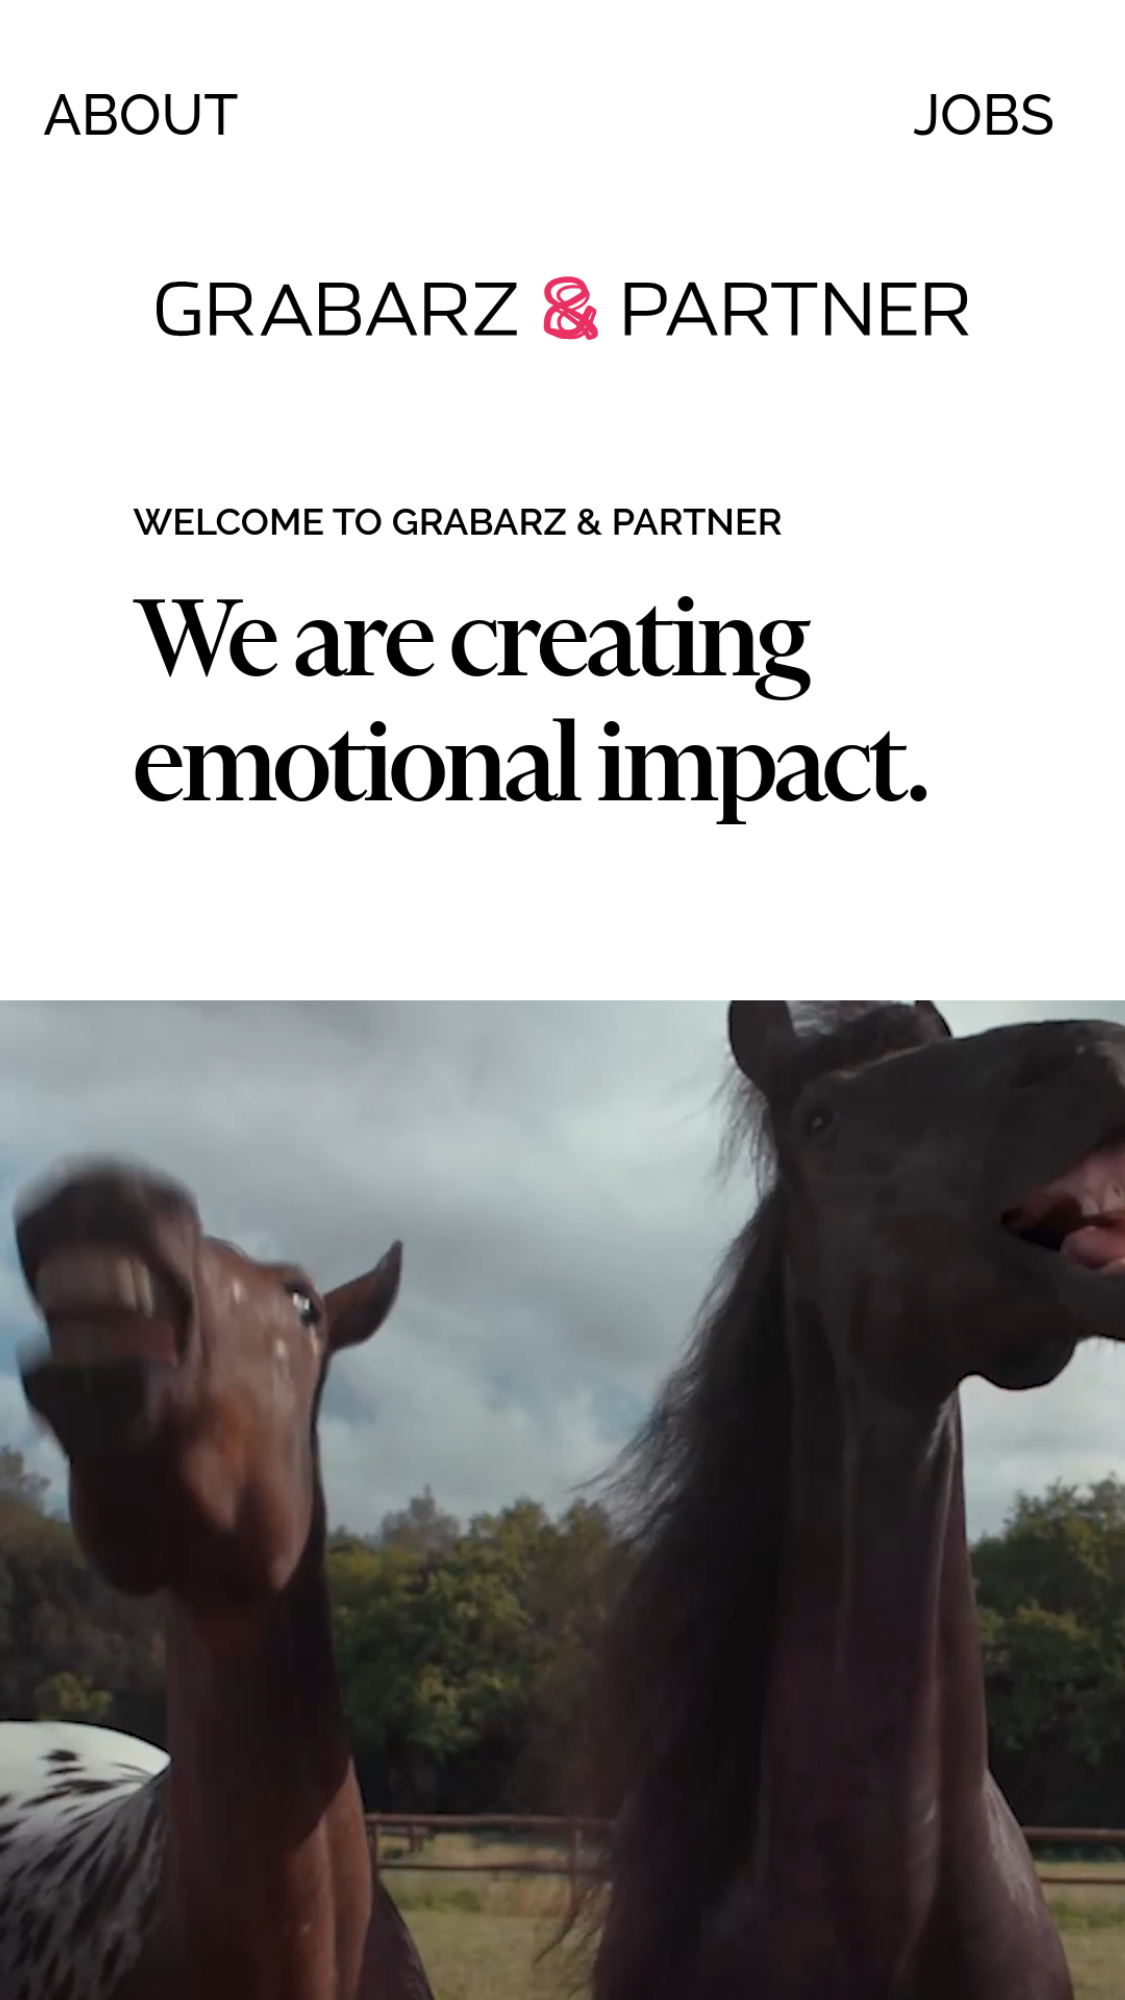 ABOUT
JOBS
GRABARZ & PARTNER
WELCOME TO GRABARZ & PARTNER
We are creating
emotional impact.